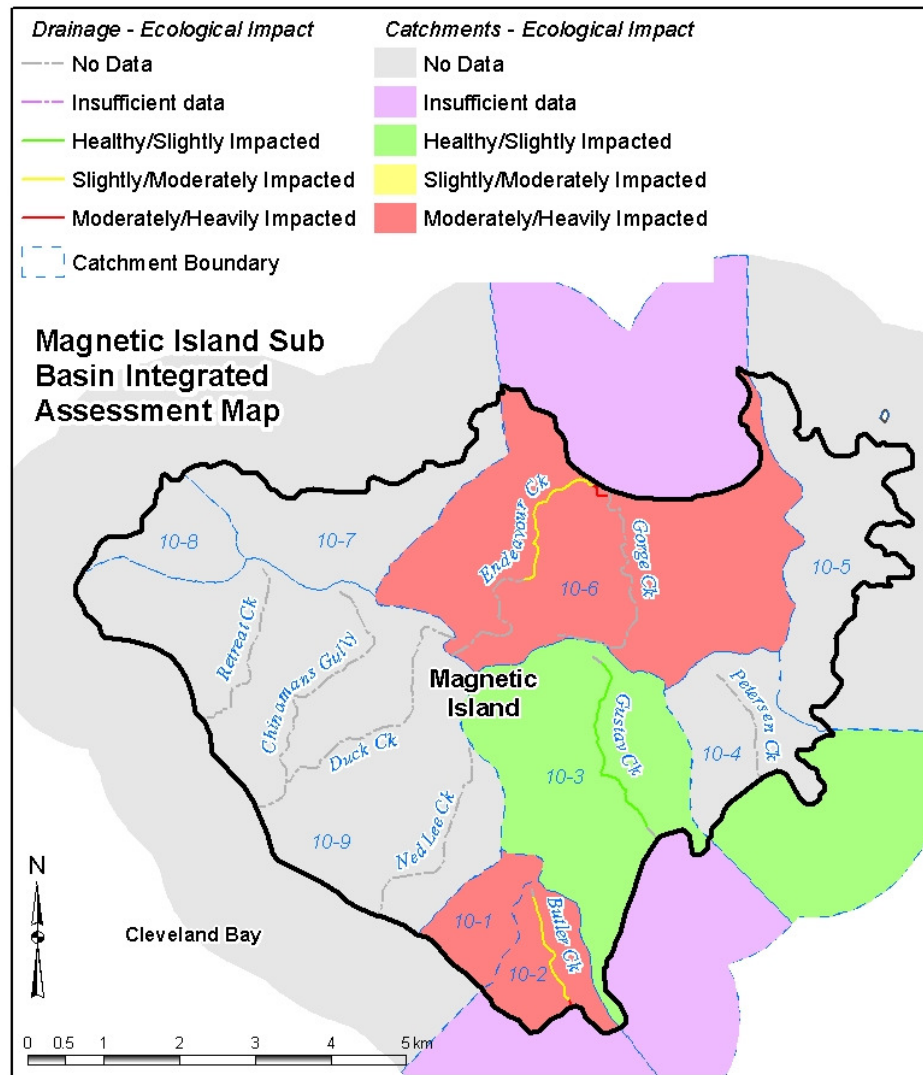 Drainage - Ecological Impact
No Data
Insufficient data
Healthy/Slightly Impacted
Slightly/Moderately Impacted
Moderately/Heavily Impacted
Catchment Boundary
Catchments - Ecological Impact
No Data
Insufficient data
Healthy/Slightly Impacted
Slightly/Moderately Impacted
Moderately/Heavily Impacted
Magnetic Island Sub
Basin Integrated
Assessment Map
10-8
10-7
Endeavour Ck
10-6
Gorge Ck
10-5
Retreat Ck
Chinamans Gully
Duck Ck
Magnetic
Island
Gustav Ck
Petersen Ck
10-4
10-3
Ned Lee Ck
10-9
10-1
10-2
Butler Ck
N
Cleveland Bay
0 0.5 1 2 3 4 5 km